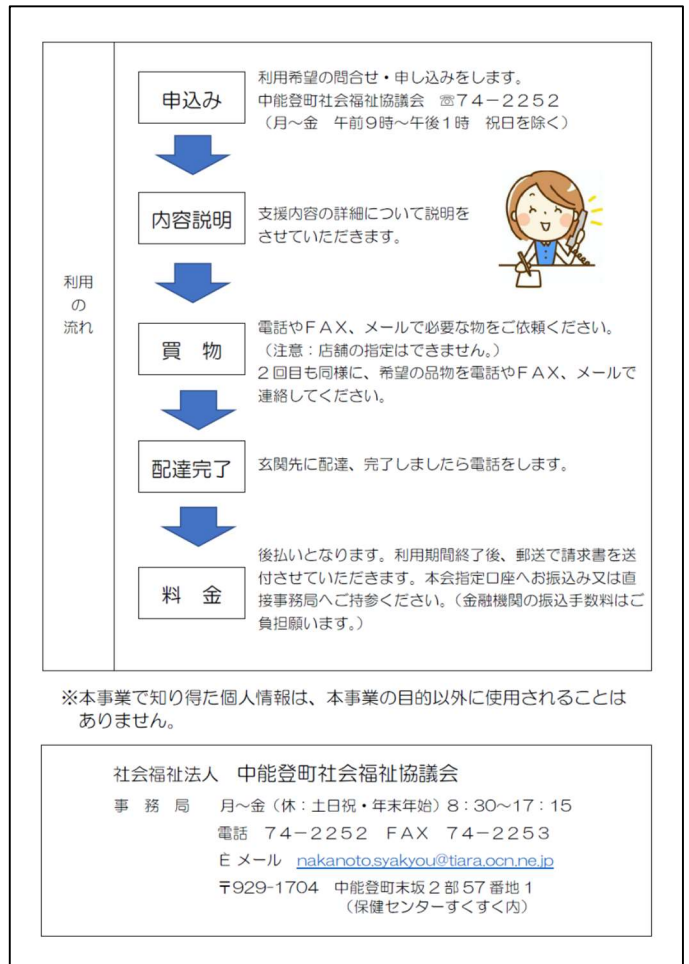 利用
の
流れ
申込み
利用希望の問合せ・申し込みをします。
中能登町社会福祉協議会　☏74－2252
（月～金　午前9時～午後1時　祝日を除く）
内容説明
支援内容の詳細について説明を
させていただきます。
買　物
電話やＦＡＸ、メールで必要な物をご依頼ください。
（注意：店舗の指定はできません。）
２回目も同様に、希望の品物を電話やＦＡＸ、メールで
連絡してください。
配達完了
玄関先に配達、完了しましたら電話をします。
料　金
後払いとなります。利用期間終了後、郵送で請求書を送
付させていただきます。本会指定口座へお振込み又は直
接事務局へご持参ください。（金融機関の振込手数料はご
負担願います。）
※本事業で知り得た個人情報は、本事業の目的以外に使用されることは
ありません。
社会福祉法人　中能登町社会福祉協議会
事　務　局　月～金（休：土日祝・年末年始）８：30～17：15
電話　７４－２２５２　ＦＡＸ　７４－２２５３
Ｅメール　nakanoto.syakyou@tiara.ocn.ne.jp
〒929-1704　中能登町末坂２部57番地１
（保健センターすくすく内）